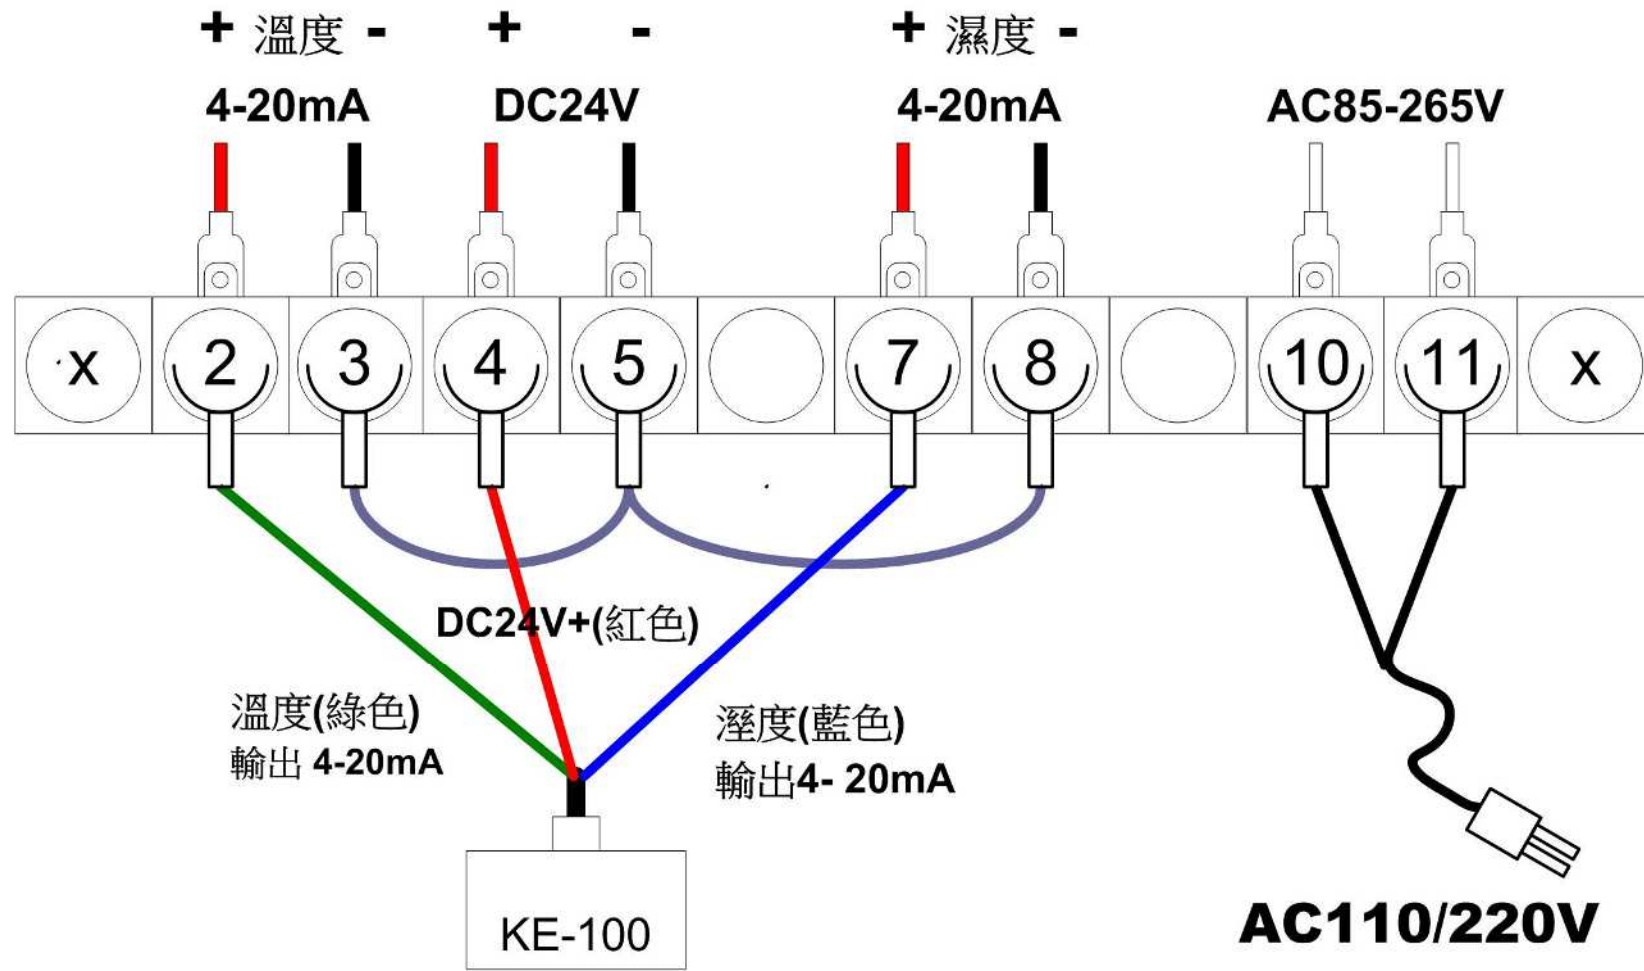 + 溫度 - + - + 濕度 -
4-20mA DC24V 4-20mA AC85-265V
x 2 3 4 5 7 8 10 11 x
DC24V+(紅色)
溫度(綠色)
輸出 4-20mA
溼度(藍色)
輸出4- 20mA
KE-100
AC110/220V